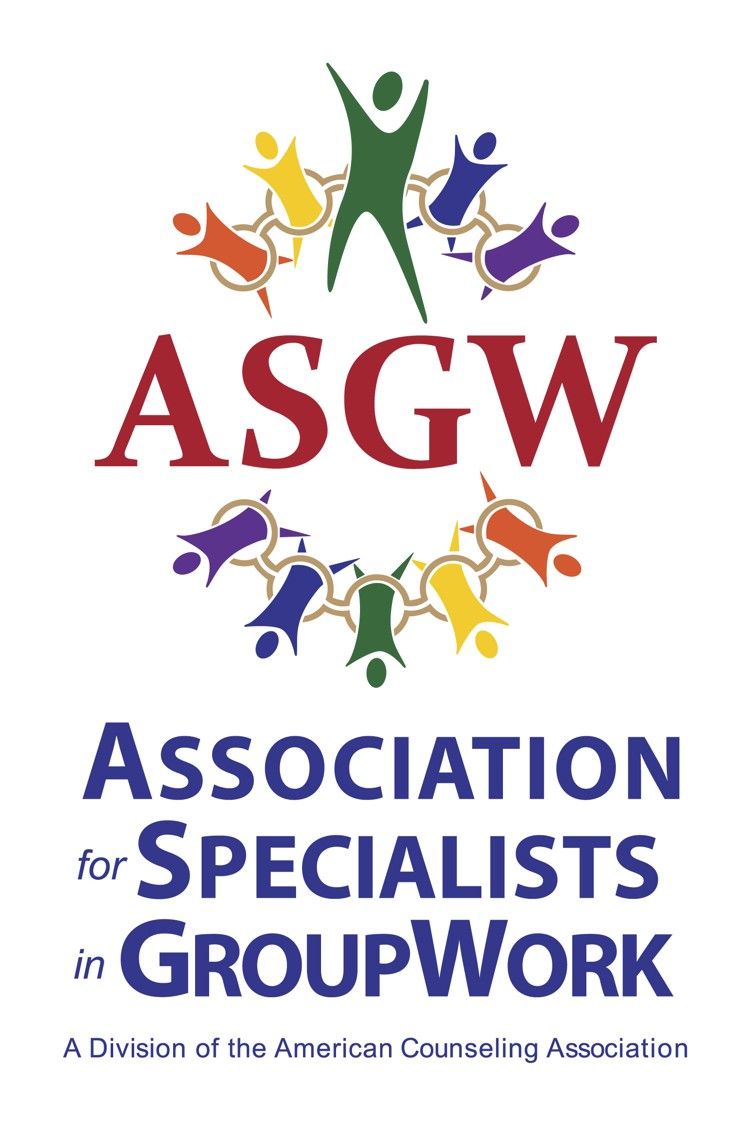 ASGW
ASSOCIATION
for SPECIALISTS
in GROUPWORK
A Division of the American Counseling Association